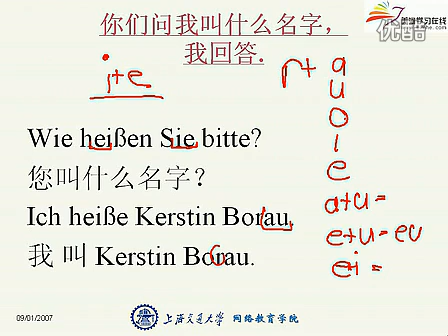 你们问我叫什么名字，
我回答.
i+e
Wie heißen Sie bitte?
您叫什么名字？
Ich heiße Kerstin Borau.
我 叫 Kerstin Borau.
r+ a
u
o
i
e
a+u=
e+u=eu
e+i=
09/01/2007
上海交通大学 网络教育学院
优酷